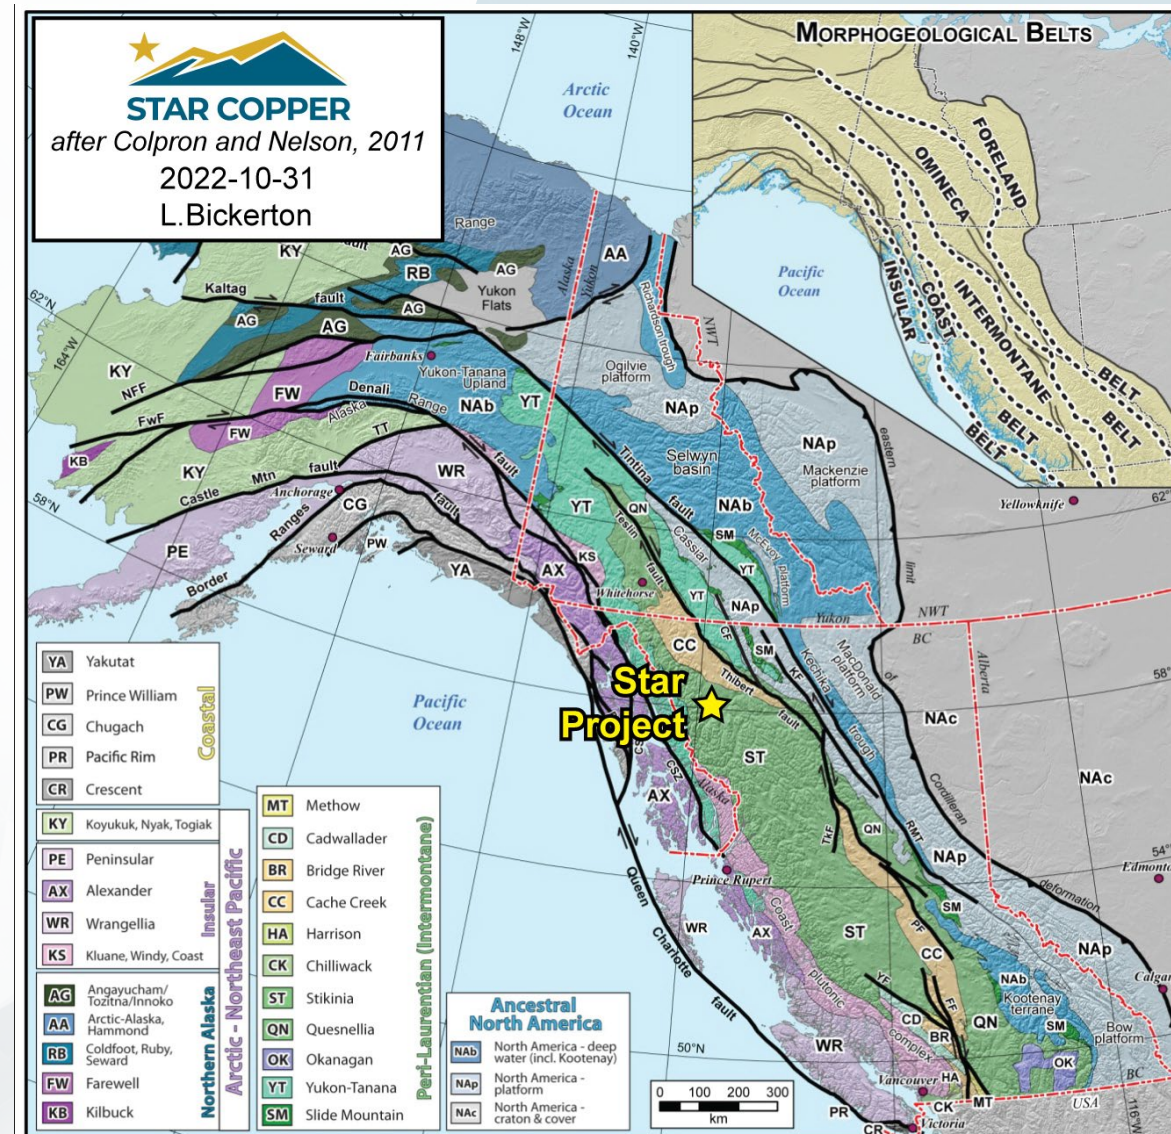 STAR COPPER
after Colpron and Nelson, 2011
2022-10-31
L.Bickerton
MORPHOGEOLOGICAL BELTS
FORELAND
BELT
OMINECA
BELT
INTERMONTANE
BELT
COAST
BELT
INSULAR
BELT
Pacific
Ocean
148°W
140°W
Arctic
Ocean
Range
KY
fault
AG
RB
AG
AA
Yukon
Flats
Alaska
Yukon
Richardson trough
NWT
Kaltag
fault
AG
AG
AG
62°N
164°W
KY
NFF
Fairbanks
Yukon-Tanana
Upland
Ogilvie
platform
NAp
YT
NAp
Mackenzie
platform
eastern
Yellowknife
62°
FwF
FW
Denali
Alaska
Range
NAb
Selwyn
basin
Tintina
fault
FW
TT
KB
KY
58°N
Castle
Mtn
fault
WR
fault
Anchorage
CG
fault
YT
QN
NAb
SM
McEvoy
platform
Cassiar
YT
limit
Ranges
Seward
PW
PE
Border
YA
AX
KS
Teslin
fault
Whitehorse
YT
NAp
CF
SM
Yukon
NWT
BC
CC
KF
Kechika
trough
MacDonald
platform
of
Alberta
58°
Star
Project
Thibert
fault
Pacific
Ocean
ST
NAc
NAc
CSZ
Alaska
AX
Cordilleran
QN
TkF
RMT
NAp
54°
Edmonto
Prince Rupert
deformation
Queen
Charlotte
fault
WR
AX
Coast
plutonic
complex
ST
PF
SM
CC
NAp
Calgar
YF
FF
NAb
Kootenay
terrane
CD
BR
QN
SM
Bow
platform
50°N
WR
OK
HA
Vancouver
BC
USA
CK
MT
PR
CR
Victoria
116°W
YA Yakutat
PW Prince William
CG Chugach
PR Pacific Rim
CR Crescent
Coastal
KY Koyukuk, Nyak, Togiak
PE Peninsular
AX Alexander
WR Wrangellia
KS Kluane, Windy, Coast
Insular
Arctic - Northeast Pacific
AG Angayucham/
Tozitna/Innoko
AA Arctic-Alaska,
Hammond
RB Coldfoot, Ruby,
Seward
FW Farewell
KB Kilbuck
Northern Alaska
MT Methow
CD Cadwallader
BR Bridge River
CC Cache Creek
HA Harrison
CK Chilliwack
ST Stikinia
QN Quesnellia
OK Okanagan
YT Yukon-Tanana
SM Slide Mountain
Peri-Laurentian (Intermontane)
Ancestral
North America
NAb North America - deep
water (incl. Kootenay)
NAp North America -
platform
NAc North America -
craton & cover
0 100 200 300
km